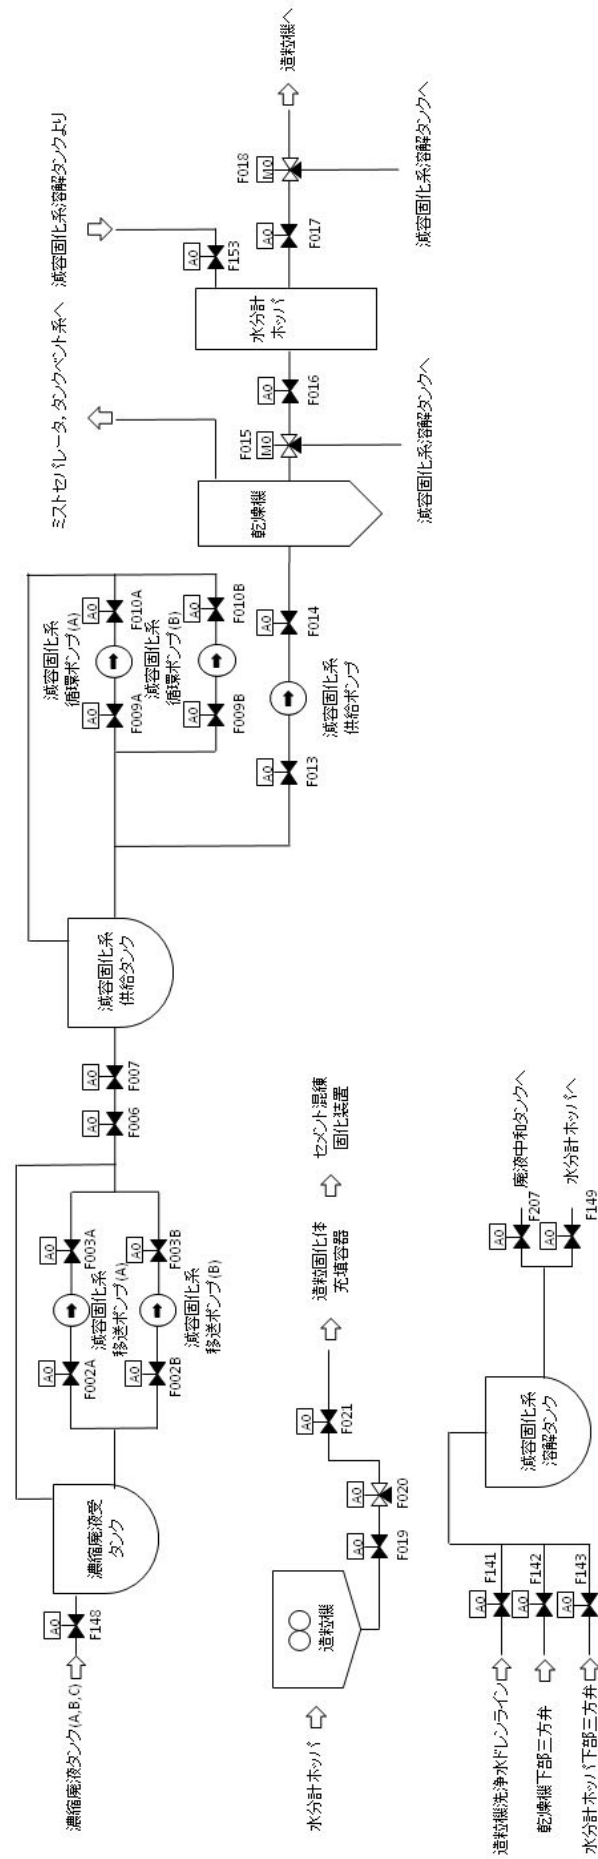 濃縮廃液タンク(A,B,C)
AO
F148
濃縮廃液受
タンク
AO
F002A
AO
F002B
減容固化系
移送ポンプ(A)
減容固化系
移送ポンプ(B)
AO
F003A
AO
F003B
AO
F006
AO
F007
減容固化系
供給タンク
AO
F009A
AO
F009B
減容固化系
循環ポンプ(A)
減容固化系
循環ポンプ(B)
AO
F010A
AO
F010B
AO
F013
減容固化系
供給ポンプ
AO
F014
乾燥機
ミストセパレータ,タンクベント系へ
F015
MO
減容固化系溶解タンクへ
AO
F016
水分計
ホッパ
減容固化系溶解タンクより
AO
F153
AO
F017
F018
MO
減容固化系溶解タンクへ
造粒機へ
水分計ホッパ
造粒機
AO
F019
AO
F020
AO
F021
造粒固化体
充填容器
セメント混練
固化装置
造粒機洗浄水ドレンライン
乾燥機下部三方弁
水分計ホッパ下部三方弁
AO
F141
AO
F142
AO
F143
減容固化系
溶解タンク
AO
F207
AO
F149
廃液中和タンクへ
水分計ホッパへ